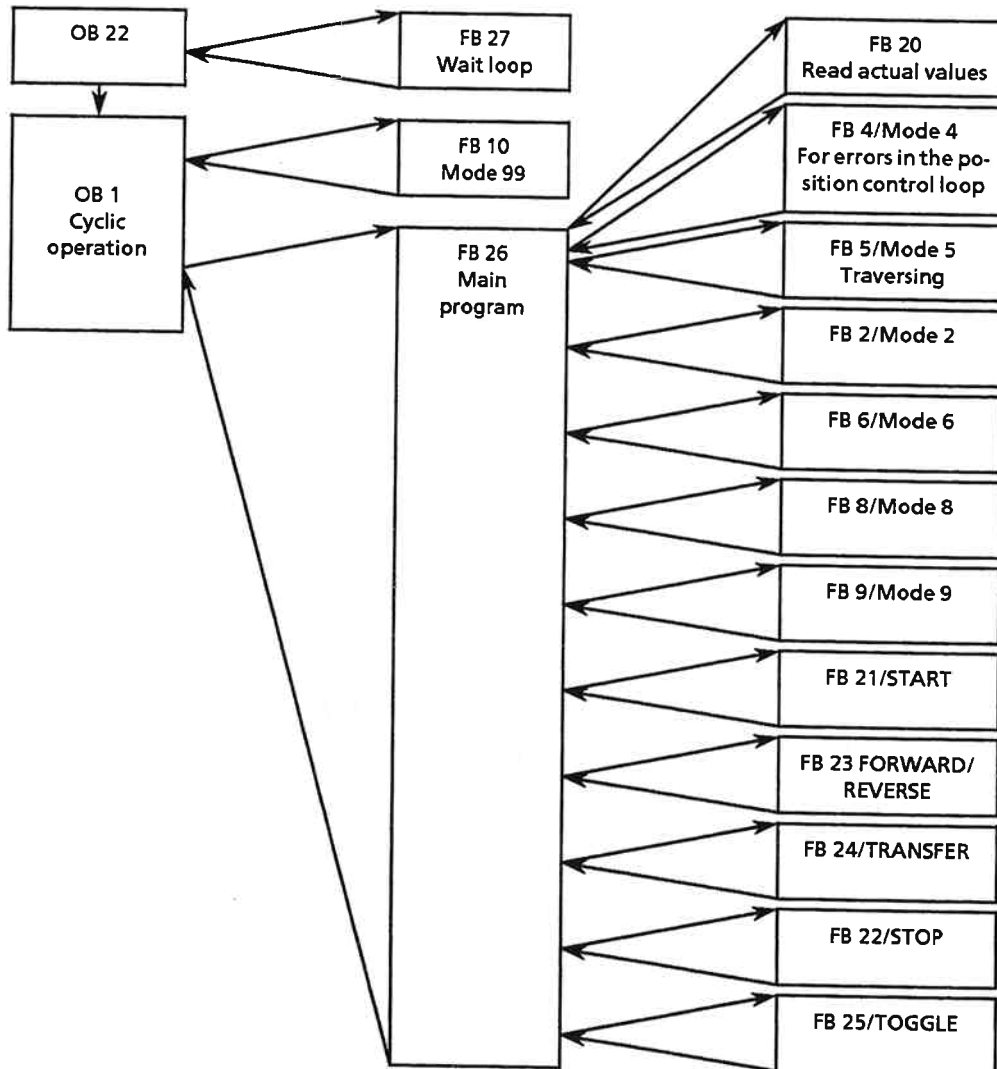 OB 22
OB 1
Cyclic
operation
FB 27
Wait loop
FB 10
Mode 99
FB 26
Main
program
FB 20
Read actual values
FB 4/Mode 4
For errors in the po-
sition control loop
FB 5/Mode 5
Traversing
FB 2/Mode 2
FB 6/Mode 6
FB 8/Mode 8
FB 9/Mode 9
FB 21/START
FB 23 FORWARD/
REVERSE
FB 24/TRANSFER
FB 22/STOP
FB 25/TOGGLE